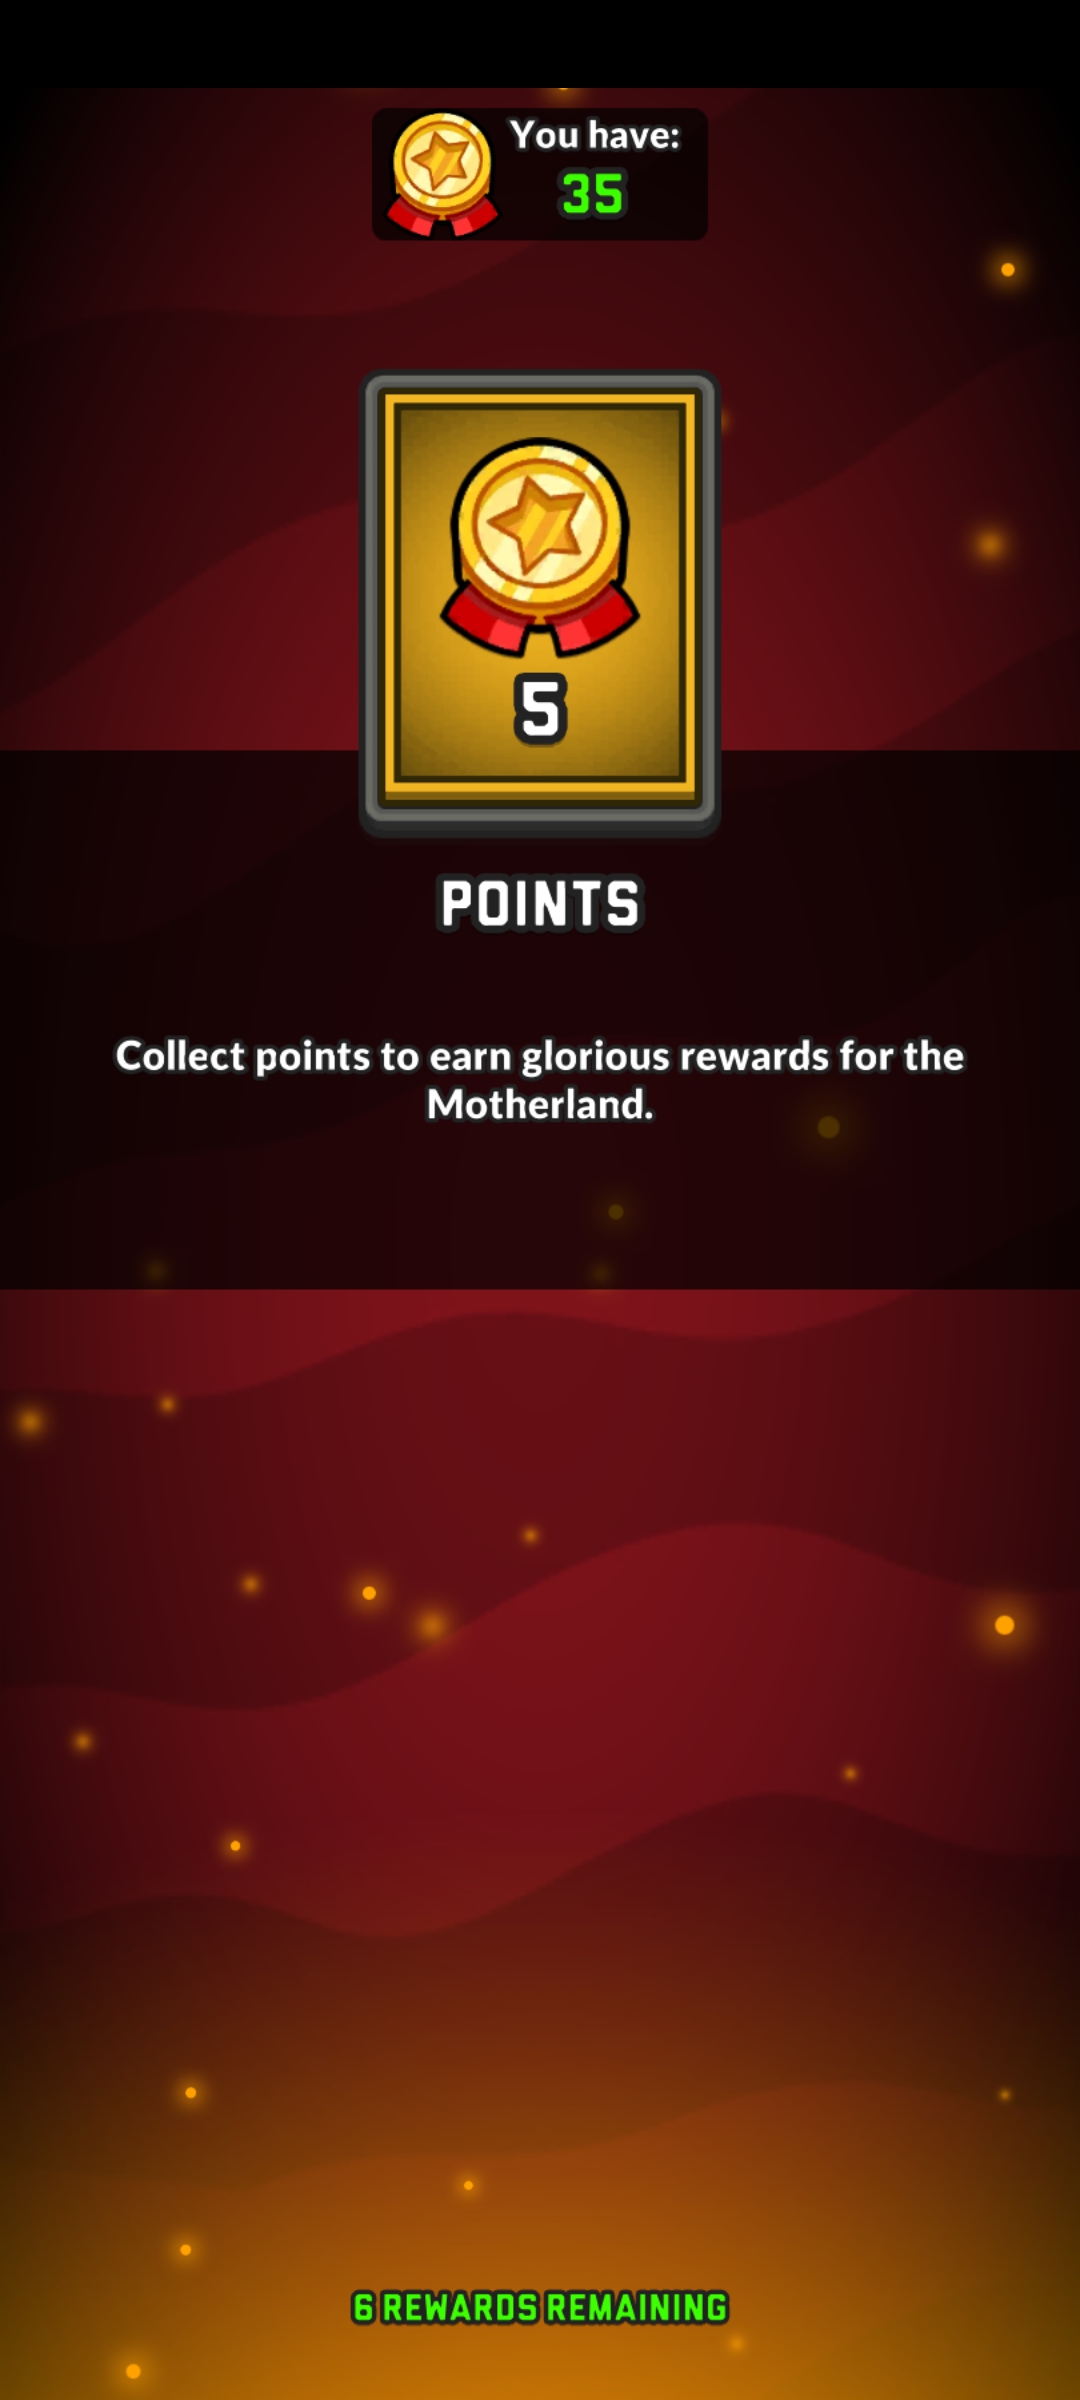 You have:
35
5
POINTS
Collect points to earn glorious rewards for the
Motherland.
6 REWARDS REMAINING